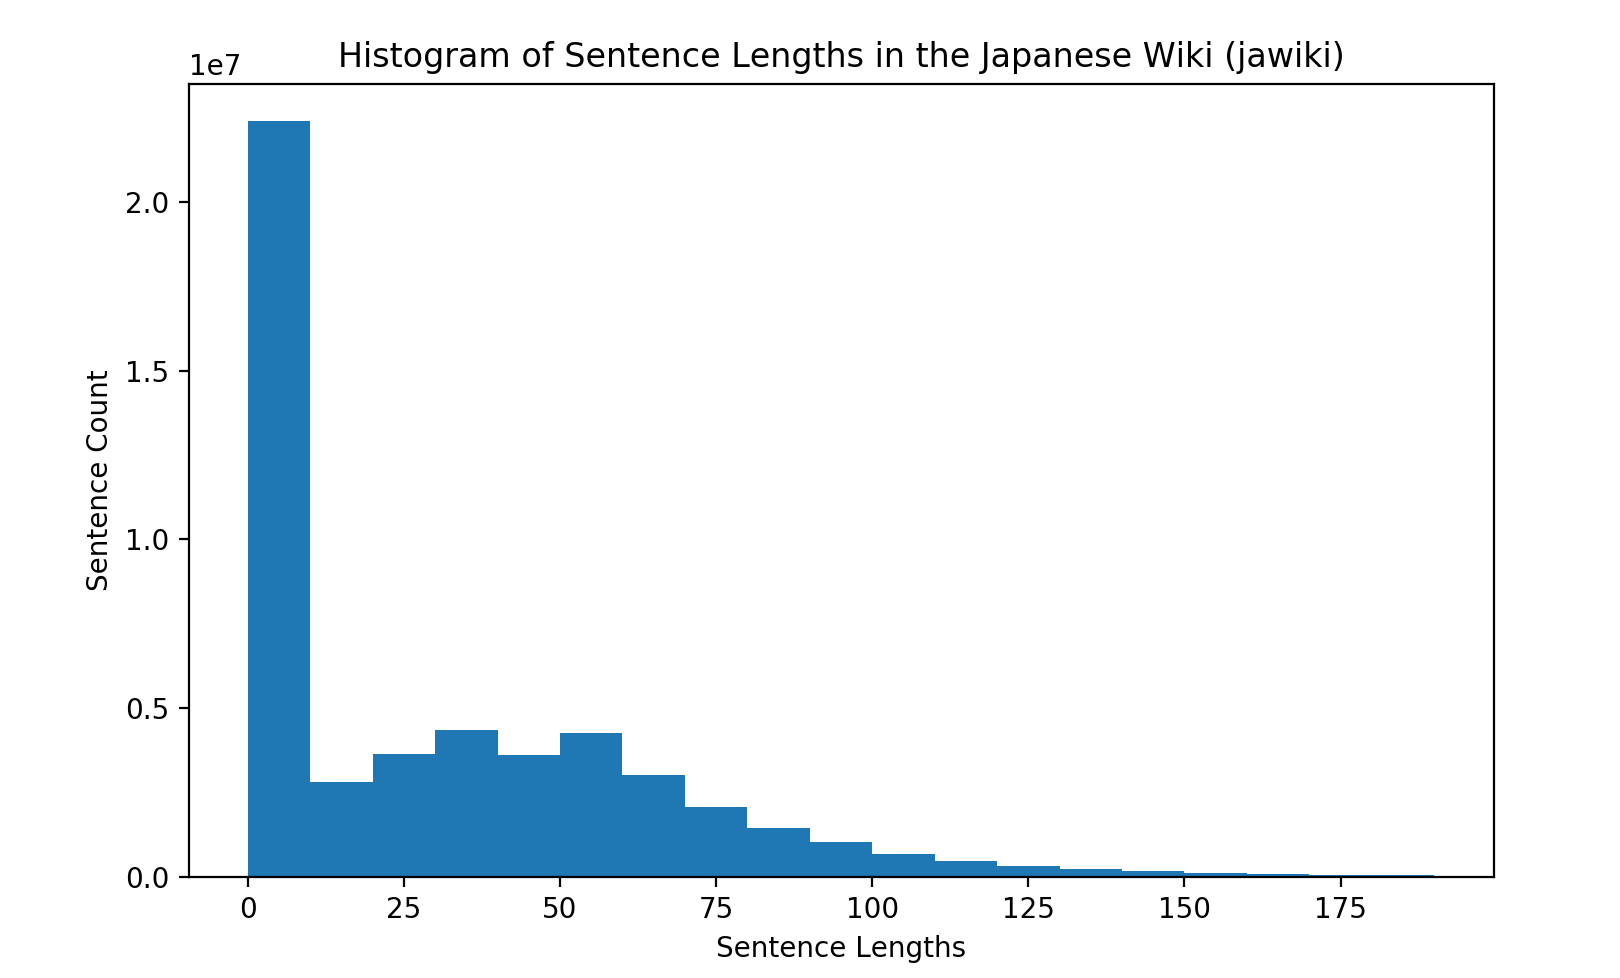 Histogram of Sentence Lengths in the Japanese Wiki (jawiki)
1e7
2.0
1.5
1.0
0.5
0.0
Sentence Count
0 25 50 75 100 125 150 175
Sentence Lengths